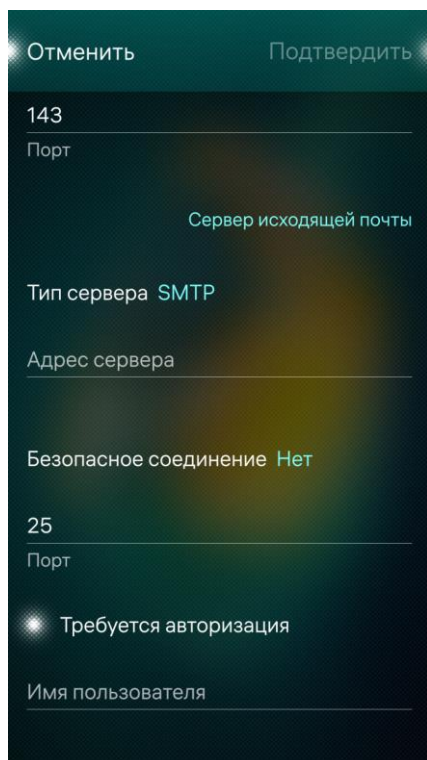 Отменить Подтвердить
143
Порт
Сервер исходящей почты
Тип сервера SMTP
Адрес сервера
Безопасное соединение Нет
25
Порт
Требуется авторизация
Имя пользователя